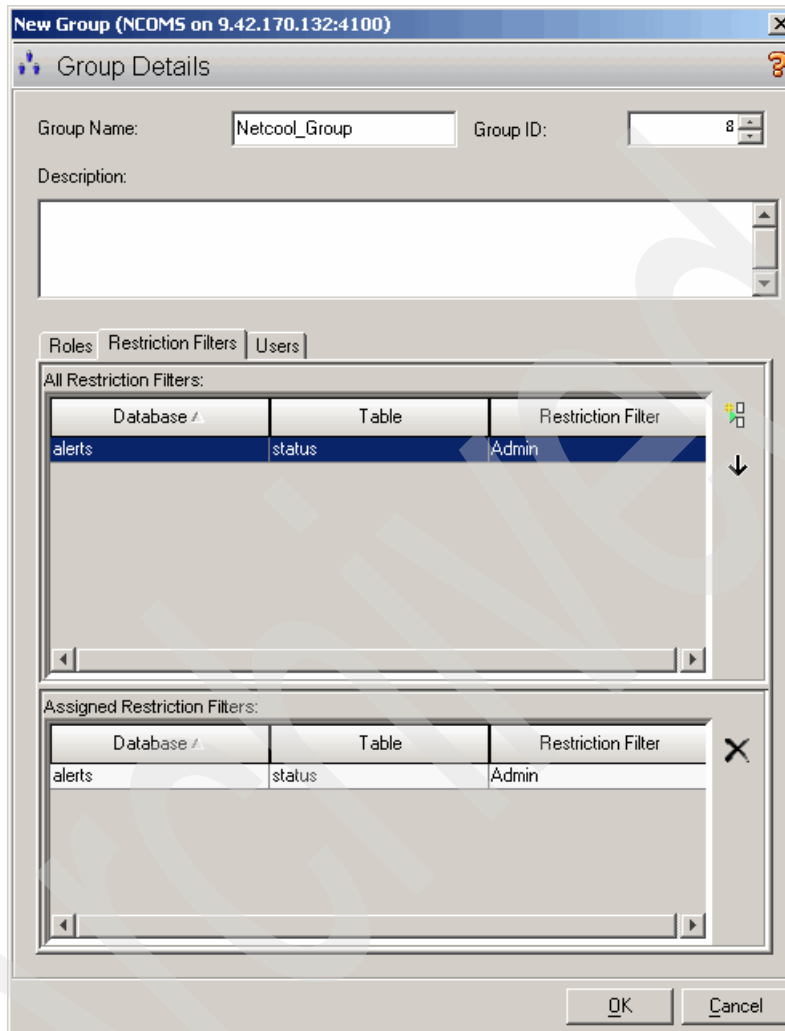 New Group (NCOMS on 9.42.170.132:4100)
Group Details
Group Name: Netcool_Group Group ID: 8
Description:
Roles Restriction Filters Users
All Restriction Filters:
Database Table Restriction Filter
alerts status Admin
Assigned Restriction Filters:
Database Table Restriction Filter
alerts status Admin
OK Cancel